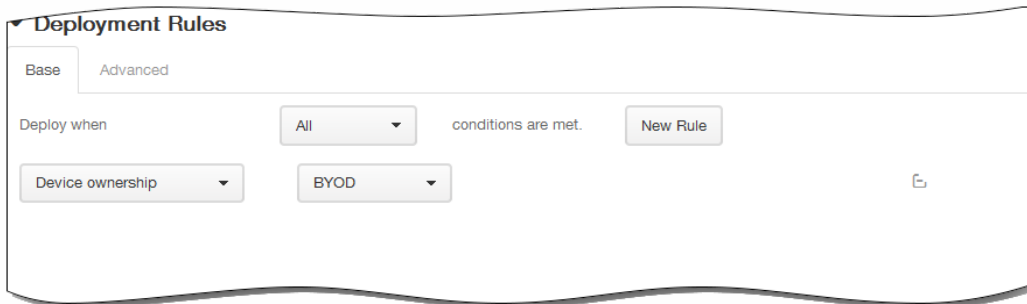 Deployment Rules
Base Advanced
Deploy when All conditions are met. New Rule
Device ownership BYOD